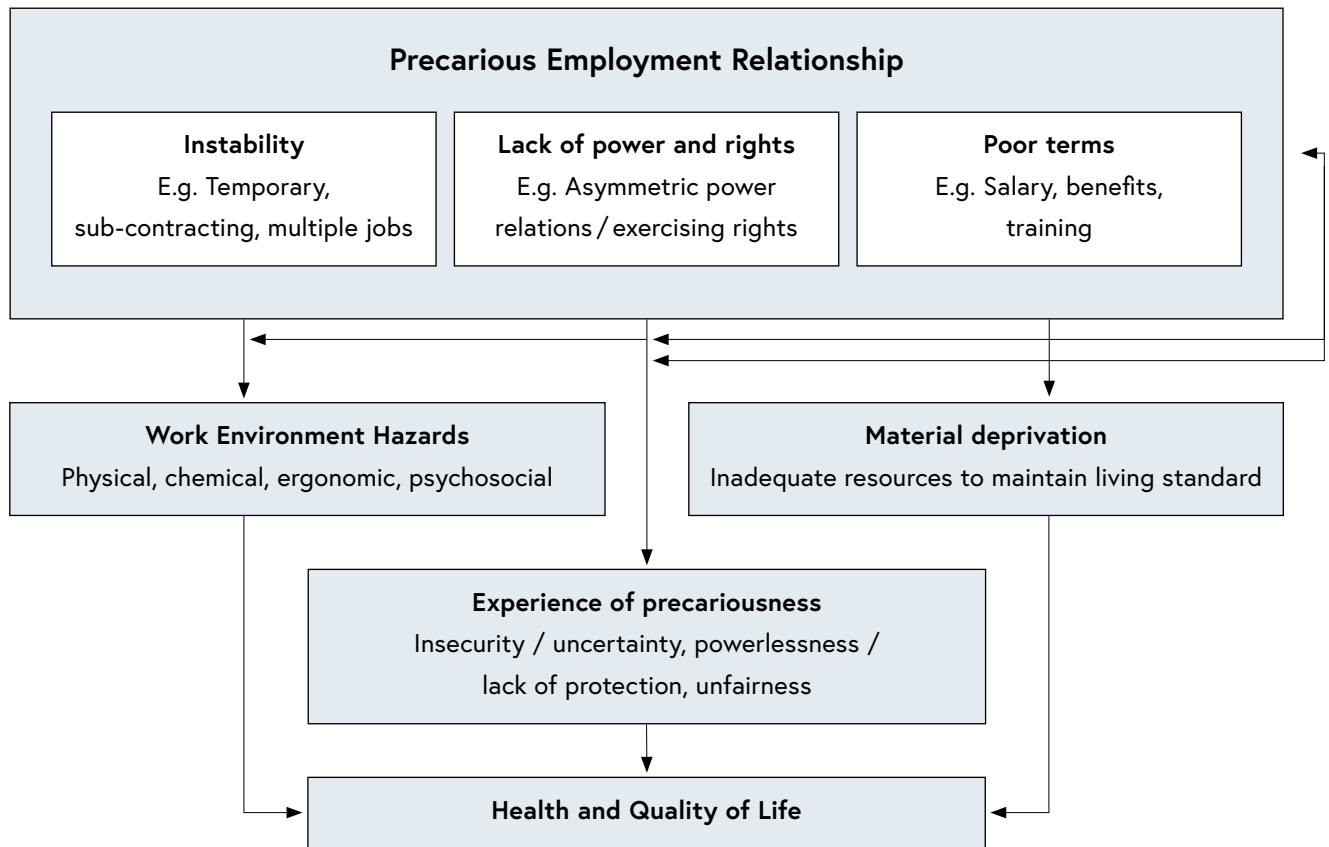 Precarious Employment Relationship
Instability
E.g. Temporary,
sub-contracting, multiple jobs
Lack of power and rights
E.g. Asymmetric power
relations / exercising rights
Poor terms
E.g. Salary, benefits,
training
Work Environment Hazards
Physical, chemical, ergonomic, psychosocial
Material deprivation
Inadequate resources to maintain living standard
Experience of precariousness
Insecurity / uncertainty, powerlessness /
lack of protection, unfairness
Health and Quality of Life